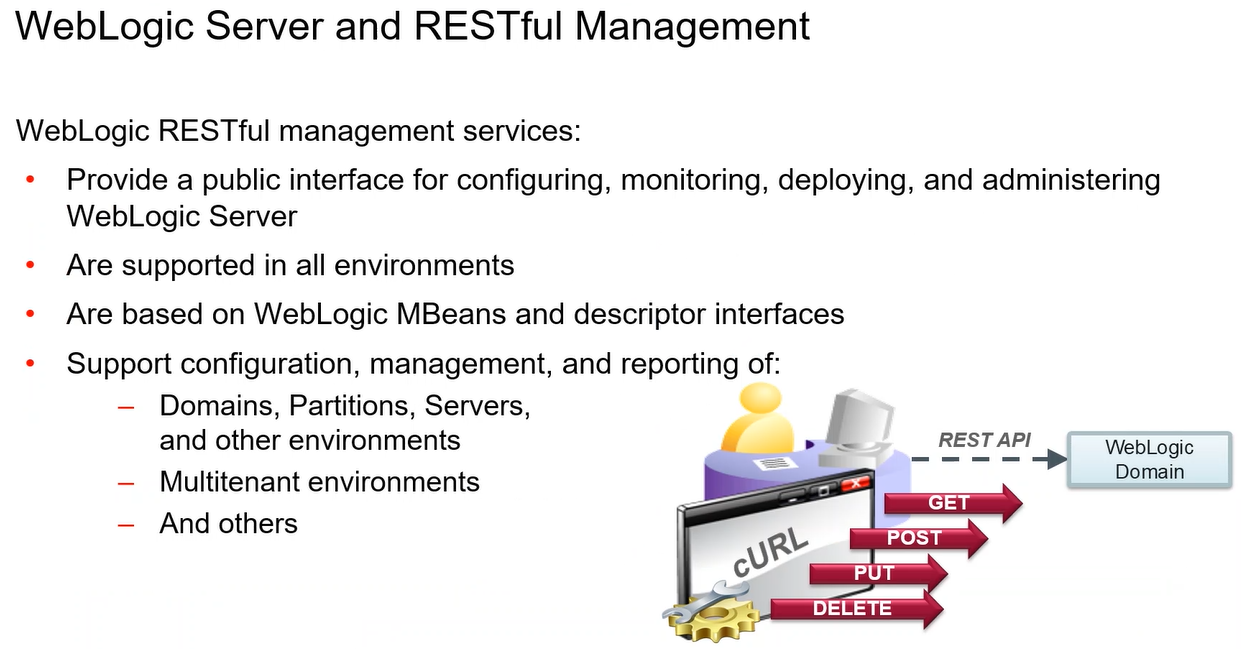 WebLogic Server and RESTful Management
WebLogic RESTful management services:
• Provide a public interface for configuring, monitoring, deploying, and administering
WebLogic Server
• Are supported in all environments
• Are based on WebLogic MBeans and descriptor interfaces
• Support configuration, management, and reporting of:
– Domains, Partitions, Servers,
and other environments
– Multitenant environments
– And others
REST API
WebLogic
Domain
GET
POST
PUT
DELETE
cURL